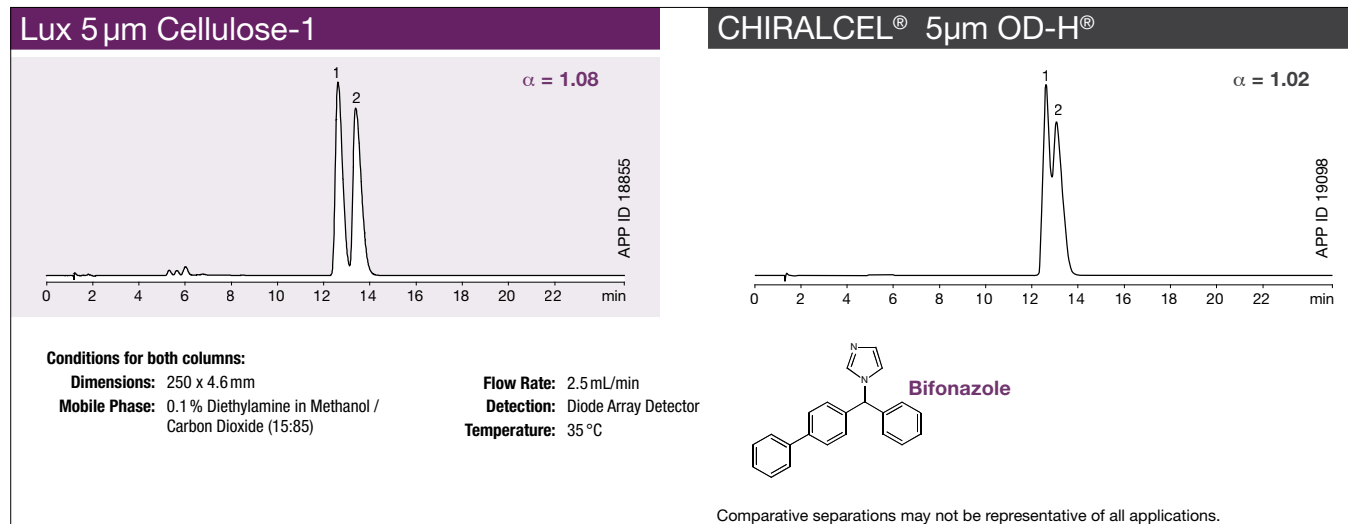 Lux 5 µm Cellulose-1
1
2
α = 1.08
APP ID 18855
0 2 4 6 8 10 12 14 16 18 20 22 min
CHIRALCEL® 5µm OD-H®
1
2
α = 1.02
APP ID 19098
0 2 4 6 8 10 12 14 16 18 20 22 min
Conditions for both columns:
Dimensions: 250 x 4.6 mm
Mobile Phase: 0.1 % Diethylamine in Methanol /
Carbon Dioxide (15:85)
Flow Rate: 2.5 mL/min
Detection: Diode Array Detector
Temperature: 35 °C
N
N
Bifonazole
Comparative separations may not be representative of all applications.